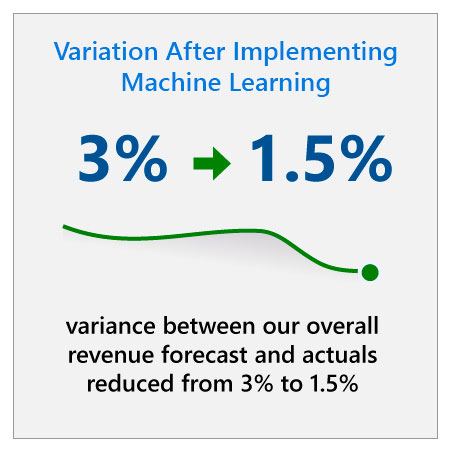 Variation After Implementing
Machine Learning
3% 1.5%
variance between our overall
revenue forecast and actuals
reduced from 3% to 1.5%